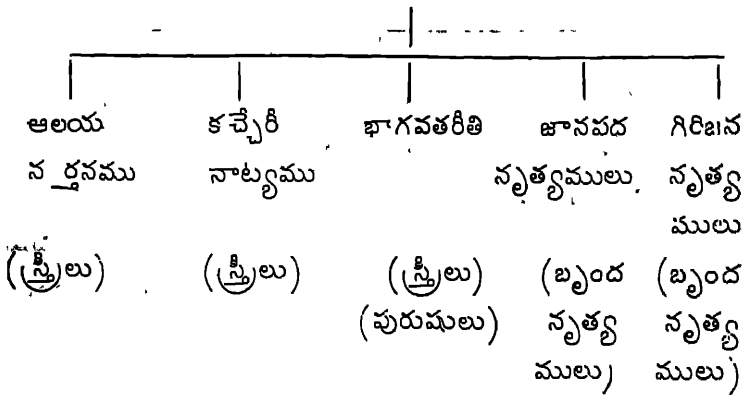 ఆలయ కచ్చేరీ భాగవతరీతి జానపద గిరిజన
నర్తనము నాట్యము నృత్యములు. నృత్య
ములు
(స్త్రీలు) (స్త్రీలు) (స్త్రీలు) (బృంద (బృంద
(పురుషులు) నృత్య నృత్య
ములు) ములు)